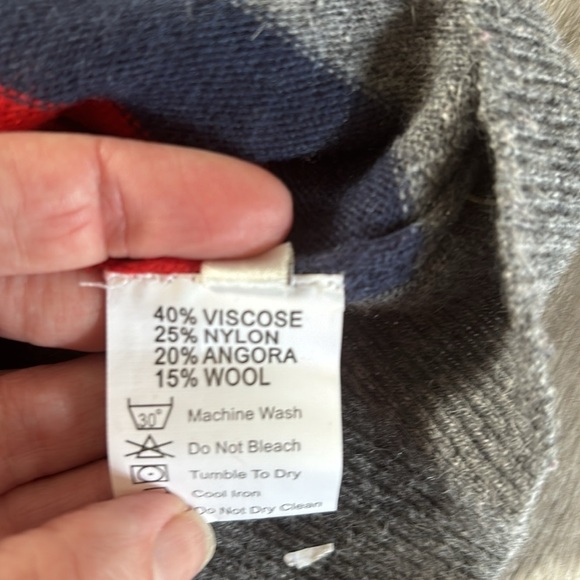 40% VISCOSE
25% NYLON
20% ANGORA
15% WOOL
30° Machine Wash
Do Not Bleach
Tumble To Dry
Cool Iron
Do Not Dry Clean